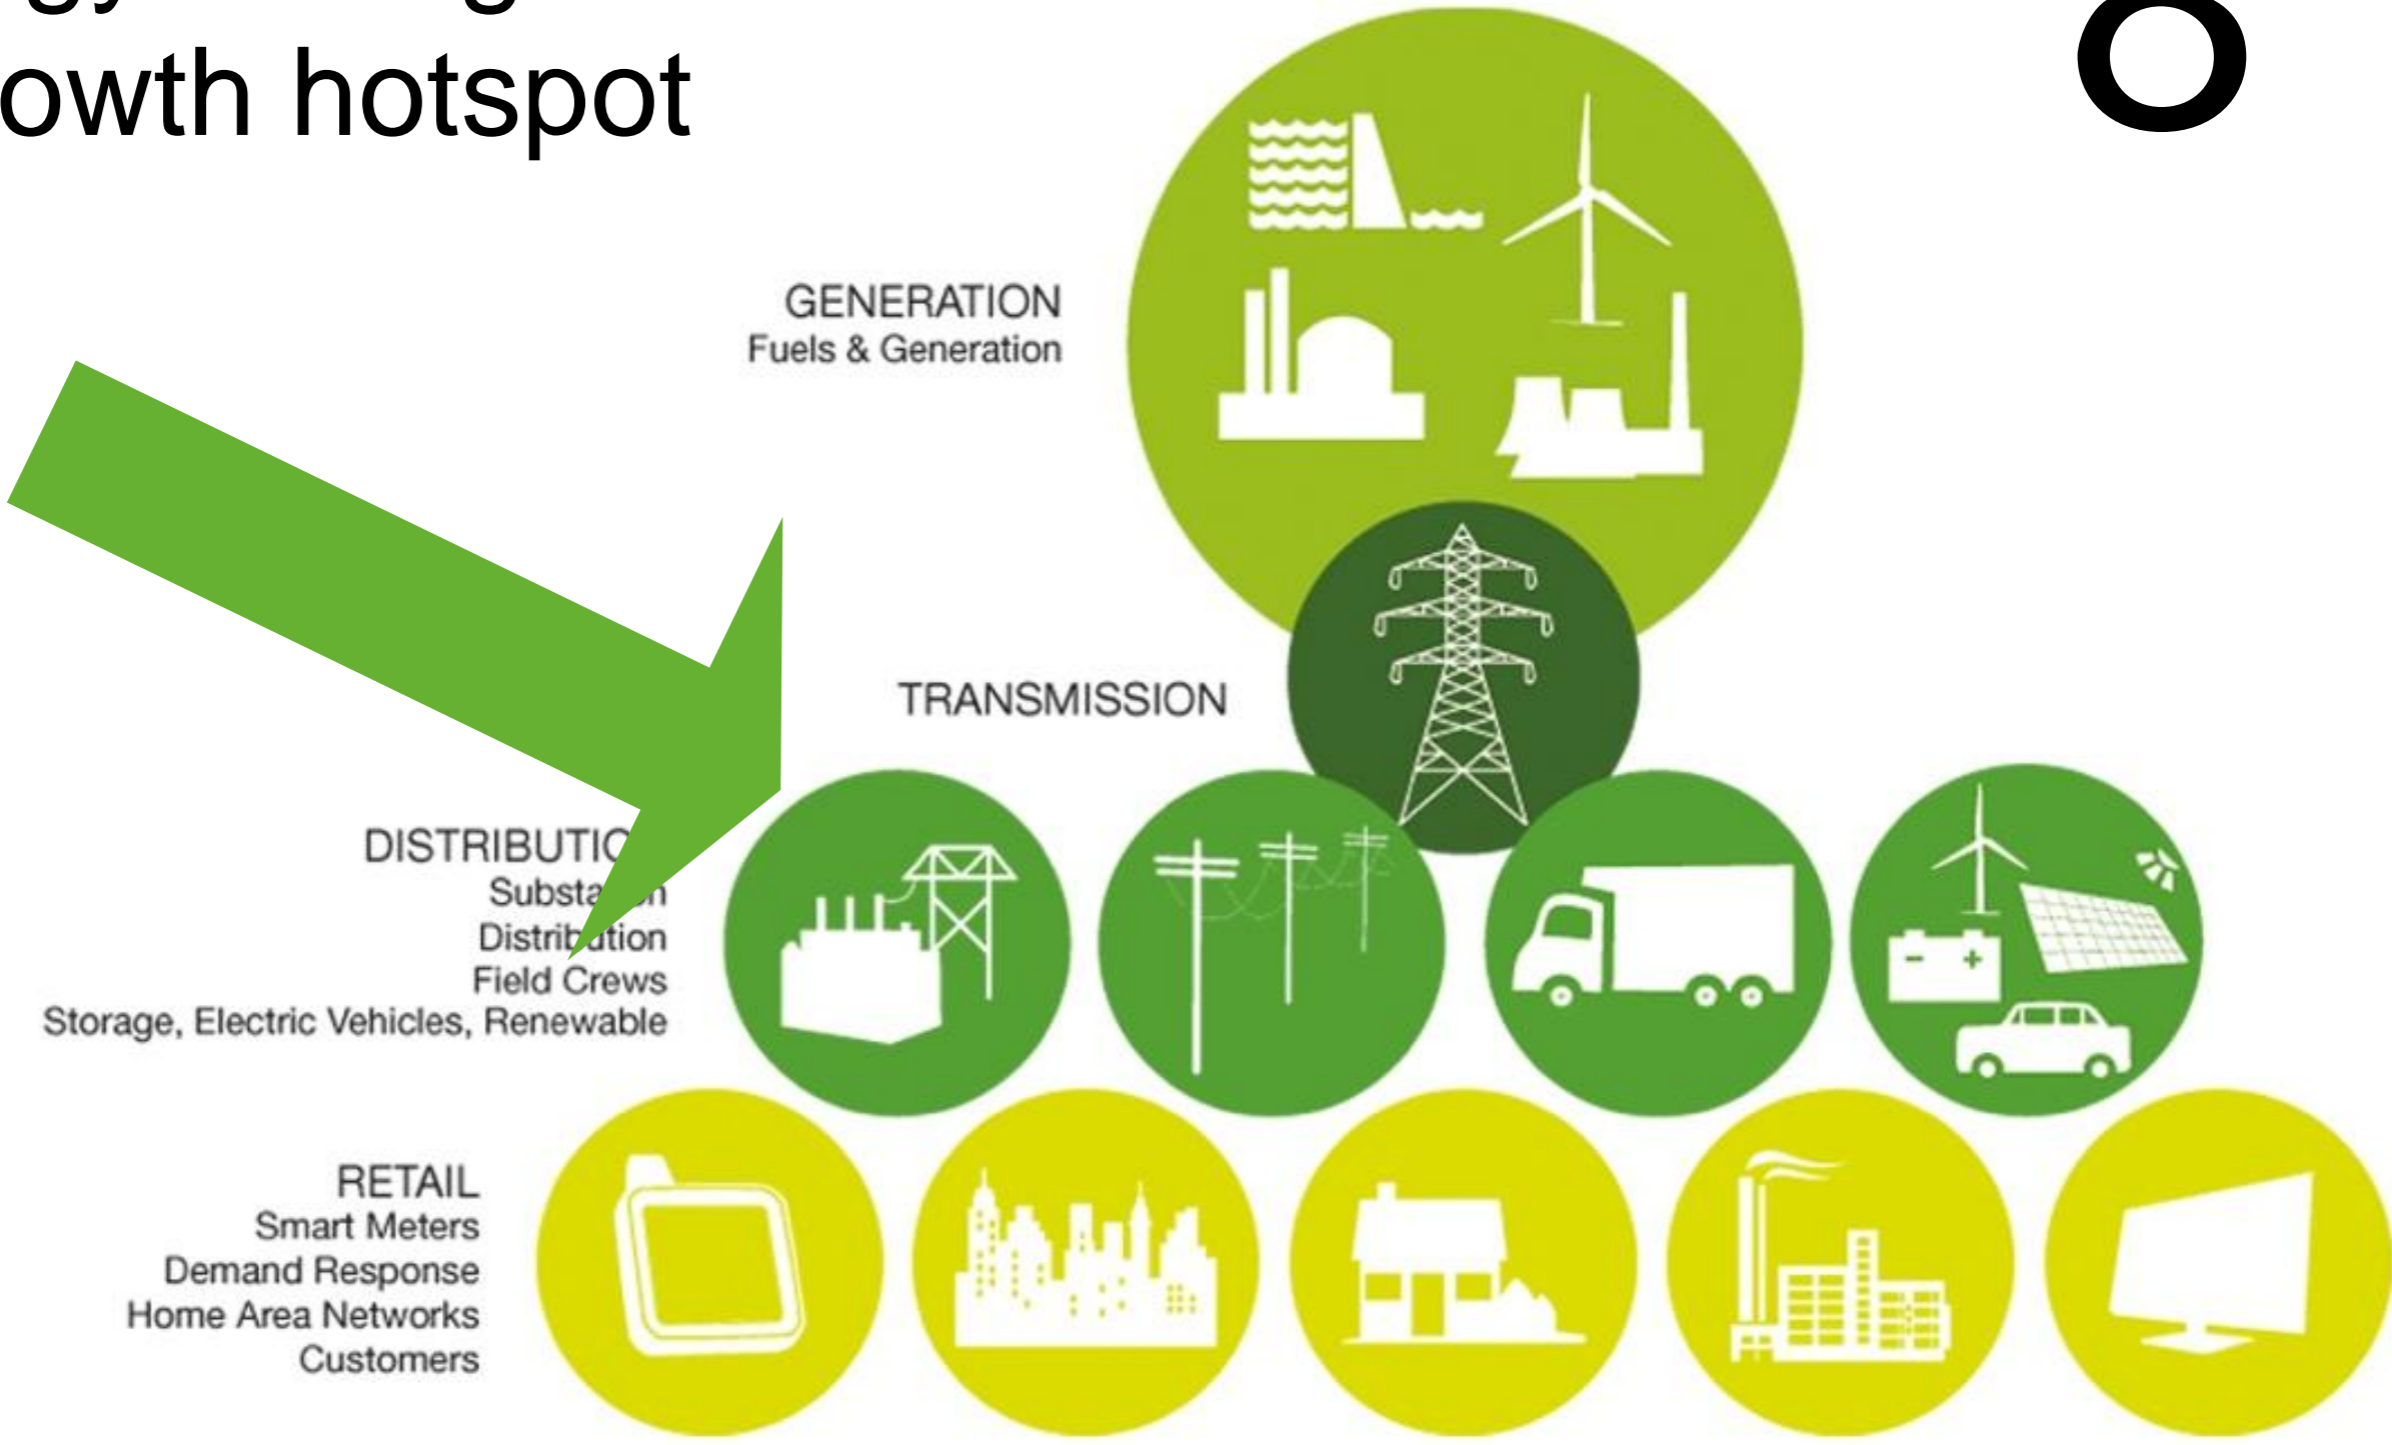 owth hotspot
GENERATION
Fuels & Generation
TRANSMISSION
Distribution
Field Crews
Storage, Electric Vehicles, Renewable
RETAIL
Smart Meters
Demand Response
Home Area Networks
Customers